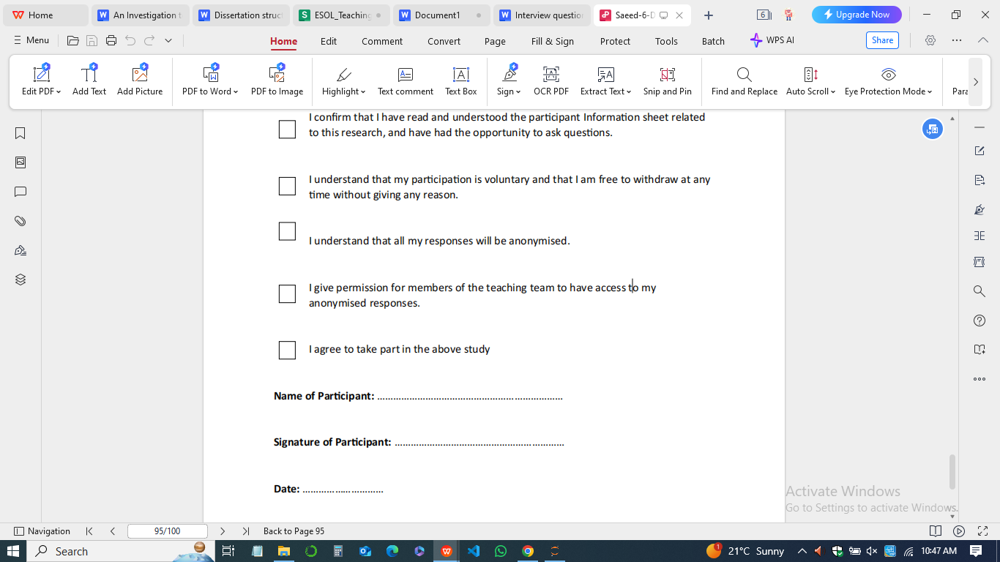 Home
An Investigation t
Dissertation struct
ESOL_Teaching
Document1
Interview questio
Saeed-6-D
6
Upgrade Now
Menu
Home
Edit
Comment
Convert
Page
Fill & Sign
Protect
Tools
Batch
WPS AI
Share
Edit PDF
Add Text
Add Picture
PDF to Word
PDF to Image
Highlight
Text comment
Text Box
Sign
OCR PDF
Extract Text
Snip and Pin
Find and Replace
Auto Scroll
Eye Protection Mode
Para
I confirm that I have read and understood the participant Information sheet related
to this research, and have had the opportunity to ask questions.
I understand that my participation is voluntary and that I am free to withdraw at any
time without giving any reason.
I understand that all my responses will be anonymised.
I give permission for members of the teaching team to have access to my
anonymised responses.
I agree to take part in the above study
Name of Participant: ……………………………………………………………
Signature of Participant: ………………………………………………………
Date: …………………………
Activate Windows
Go to Settings to activate Windows.
Navigation
95/100
Back to Page 95
Search
1
21°C Sunny
10:47 AM